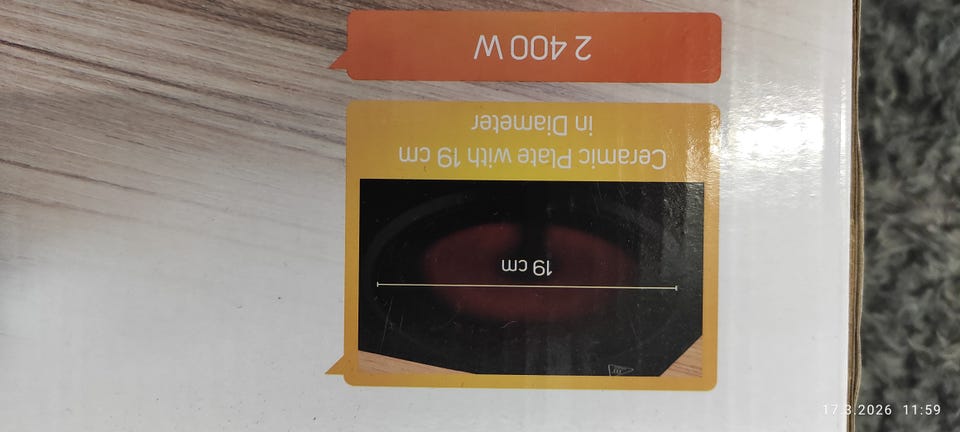 19 cm
Ceramic Plate with 19 cm
in Diameter
2 400 W
17.3.2026 11:59